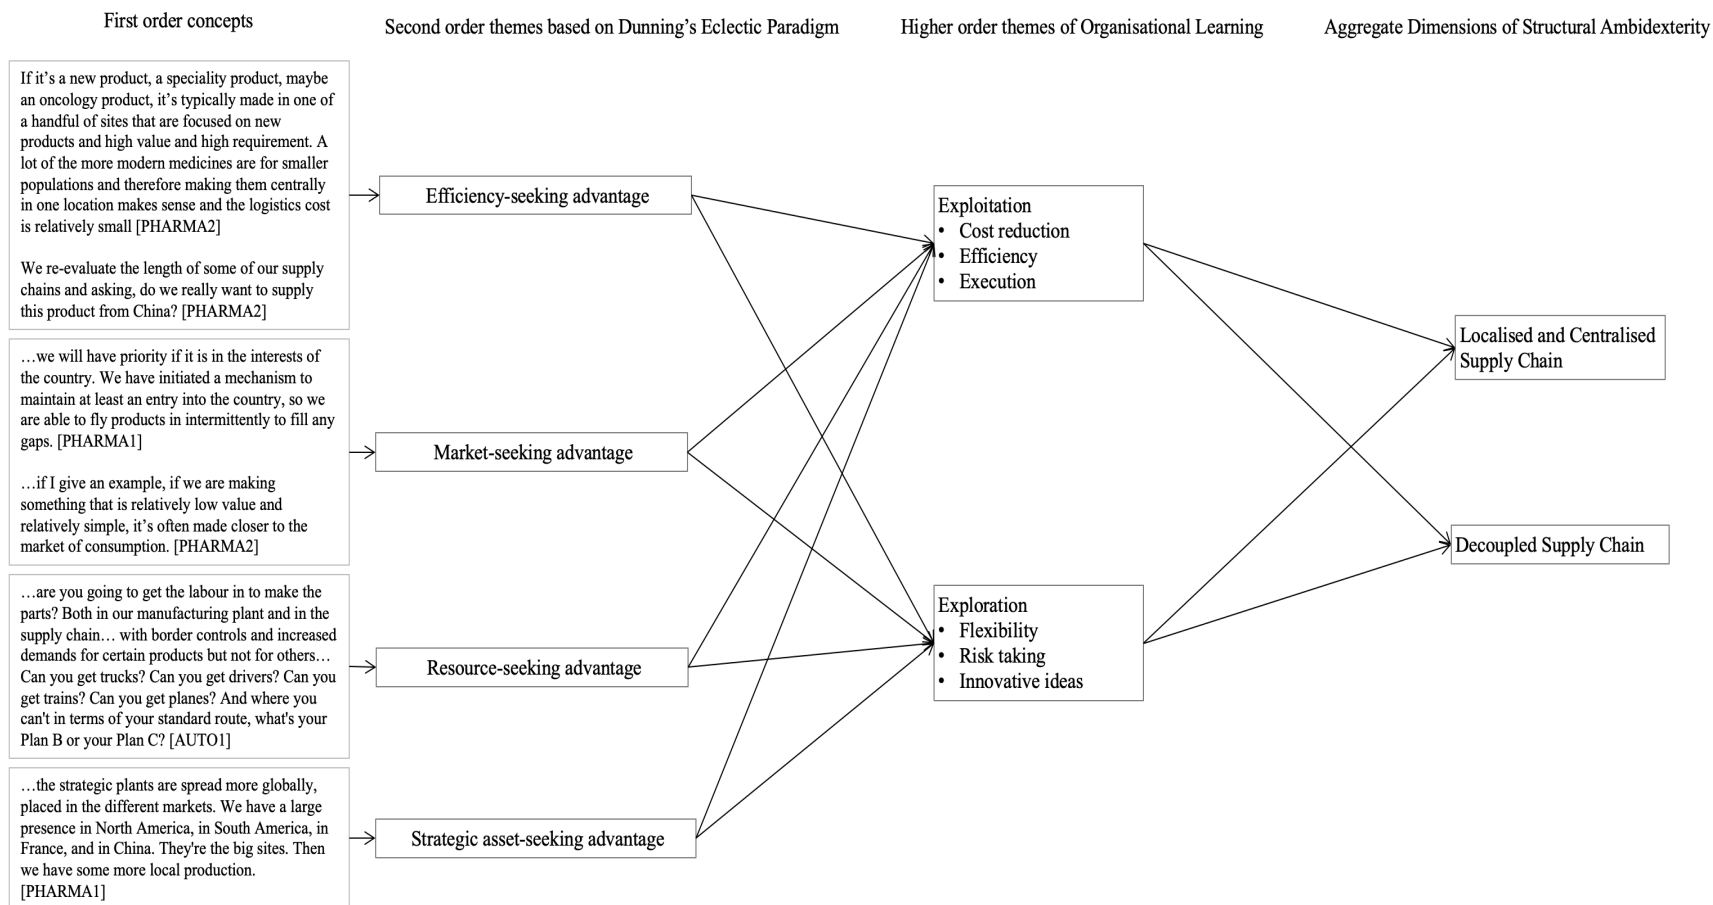 First order concepts
Second order themes based on Dunning’s Eclectic Paradigm
Higher order themes of Organisational Learning
Aggregate Dimensions of Structural Ambidexterity
If it’s a new product, a speciality product, maybe
an oncology product, it’s typically made in one of
a handful of sites that are focused on new
products and high value and high requirement. A
lot of the more modern medicines are for smaller
populations and therefore making them centrally
in one location makes sense and the logistics cost
is relatively small [PHARMA2]
We re-evaluate the length of some of our supply
chains and asking, do we really want to supply
this product from China? [PHARMA2]
…we will have priority if it is in the interests of
the country. We have initiated a mechanism to
maintain at least an entry into the country, so we
are able to fly products in intermittently to fill any
gaps. [PHARMA1]
…if I give an example, if we are making
something that is relatively low value and
relatively simple, it’s often made closer to the
market of consumption. [PHARMA2]
…are you going to get the labour in to make the
parts? Both in our manufacturing plant and in the
supply chain… with border controls and increased
demands for certain products but not for others…
Can you get trucks? Can you get drivers? Can you
get trains? Can you get planes? And where you
can't in terms of your standard route, what's your
Plan B or your Plan C? [AUTO1]
…the strategic plants are spread more globally,
placed in the different markets. We have a large
presence in North America, in South America, in
France, and in China. They're the big sites. Then
we have some more local production.
[PHARMA1]
Efficiency-seeking advantage
Market-seeking advantage
Resource-seeking advantage
Strategic asset-seeking advantage
Exploitation
• Cost reduction
• Efficiency
• Execution
Exploration
• Flexibility
• Risk taking
• Innovative ideas
Localised and Centralised
Supply Chain
Decoupled Supply Chain